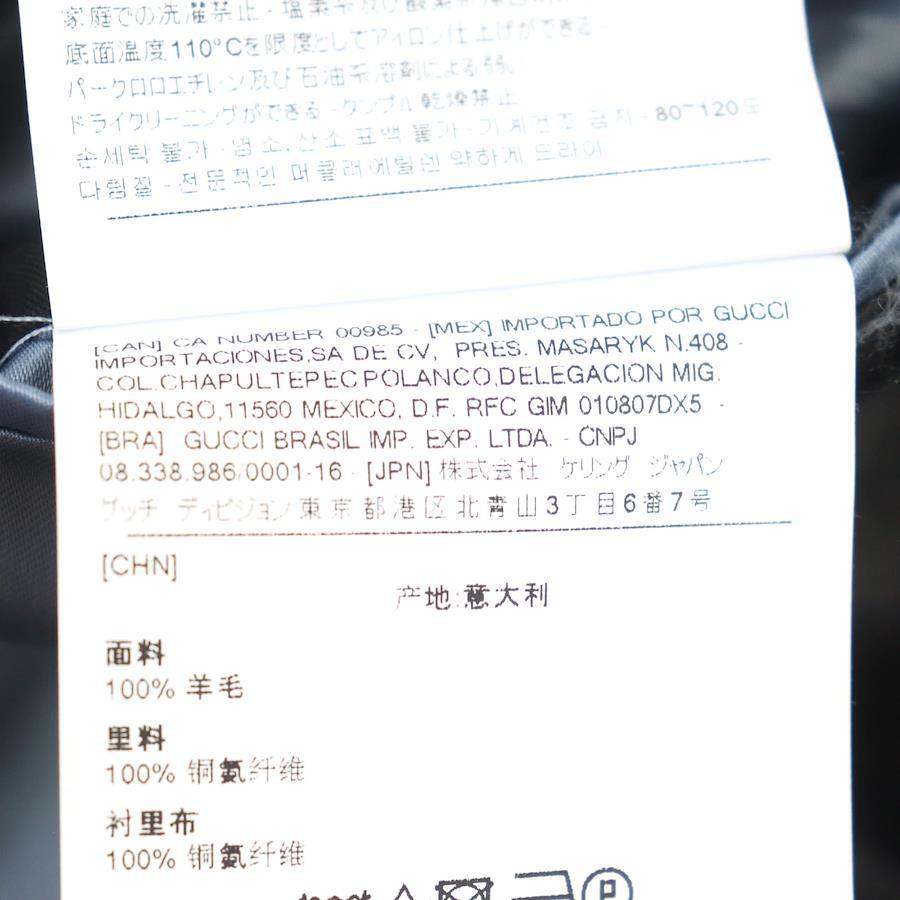 家庭での洗濯禁止 - 塩素系及び酸素系漂白
底面温度110°Cを限度としてアイロン仕上げができる -
パークロロエチレン及び石油系溶剤による弱
ドライクリーニングができる - タンブル乾燥禁止
손세탁 불가 - 염소, 산소 표백 불가 - 기계건조 금지 - 80~120도
다림질 - 전문적인 퍼클로에틸렌 약하게 드라이
[CAN] CA NUMBER 00985 - [MEX] IMPORTADO POR GUCCI
IMPORTACIONES,SA DE CV, PRES. MASARYK N.408 -
COL.CHAPULTEPEC POLANCO,DELEGACION MIG.
HIDALGO,11560 MEXICO, D.F. RFC GIM 010807DX5 -
[BRA] GUCCI BRASIL IMP. EXP. LTDA. - CNPJ
08.338.986/0001-16 - [JPN] 株式会社 ケリング ジャパン
グッチ ディビジョン 東京都港区北青山3丁目6番7号
[CHN]
产地:意大利
面料
100% 羊毛
里料
100% 铜氨纤维
衬里布
100% 铜氨纤维
do not
P